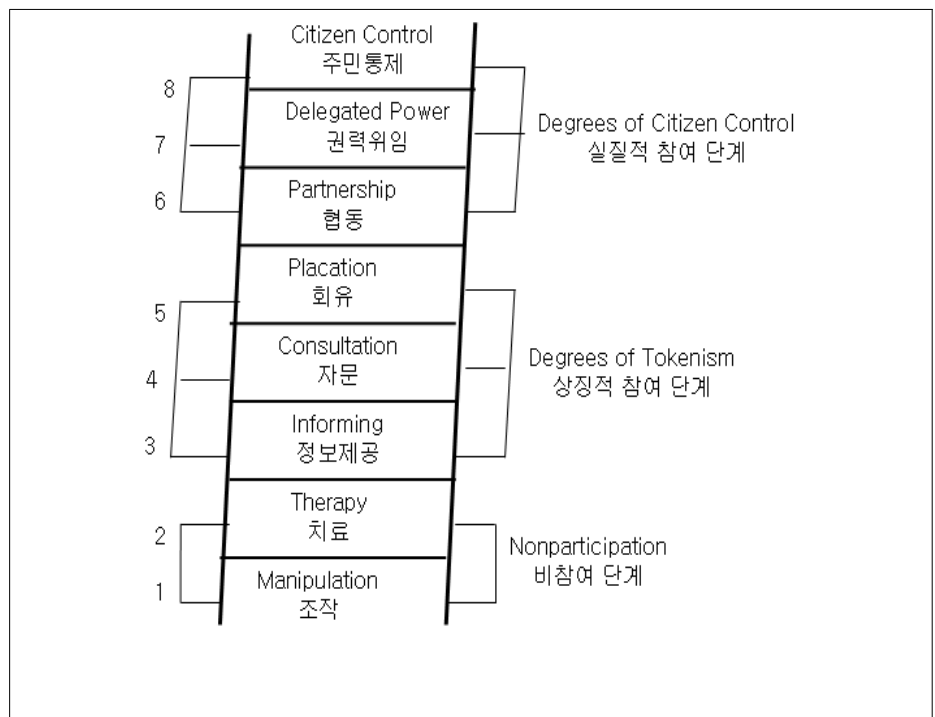 Citizen Control
주민통제
8
Delegated Power
권력위임
7
Degrees of Citizen Control
실질적 참여 단계
6
Partnership
협동
Placation
회유
5
Consultation
자문
4
Degrees of Tokenism
상징적 참여 단계
Informing
정보제공
3
Therapy
치료
2
Nonparticipation
비참여 단계
1
Manipulation
조작